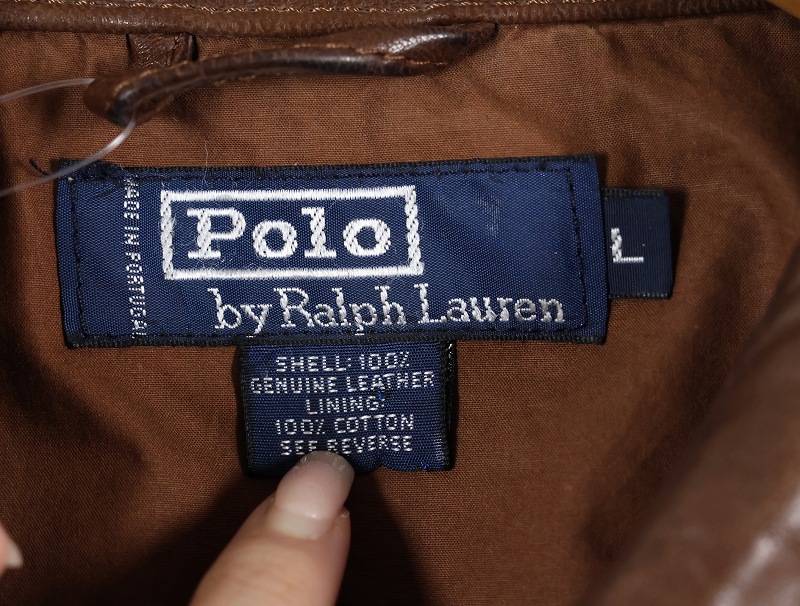 MADE IN PORTUGAL
Polo
by Ralph Lauren
L
SHELL: 100%
GENUINE LEATHER
LINING:
100% COTTON
SEE REVERSE